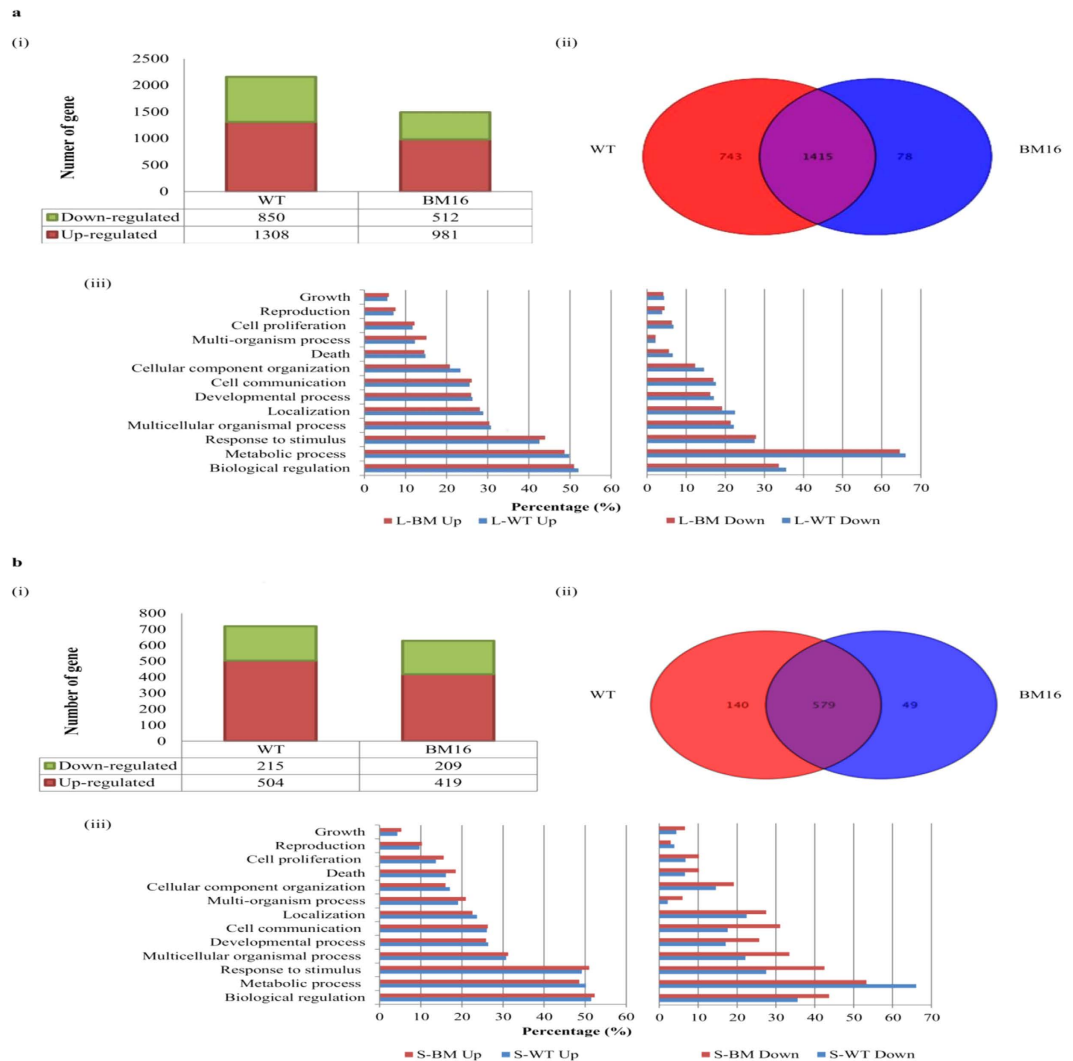 a
(i)
(ii)
2500
2000
1500
1000
500
0
Numer of gene
WT BM16
Down-regulated 850 512
Up-regulated 1308 981
WT 743 1415 78 BM16
(iii)
Growth
Reproduction
Cell proliferation
Multi-organism process
Death
Cellular component organization
Cell communication
Developmental process
Localization
Multicellular organismal process
Response to stimulus
Metabolic process
Biological regulation
0 10 20 30 40 50 60
0 10 20 30 40 50 60 70
Percentage (%)
L-BM Up L-WT Up
L-BM Down L-WT Down
b
(i)
(ii)
800
700
600
500
400
300
200
100
0
Number of gene
WT BM16
Down-regulated 215 209
Up-regulated 504 419
WT 140 579 49 BM16
(iii)
Growth
Reproduction
Cell proliferation
Death
Cellular component organization
Multi-organism process
Localization
Cell communication
Developmental process
Multicellular organismal process
Response to stimulus
Metabolic process
Biological regulation
0 10 20 30 40 50 60
0 10 20 30 40 50 60 70
Percentage (%)
S-BM Up S-WT Up
S-BM Down S-WT Down